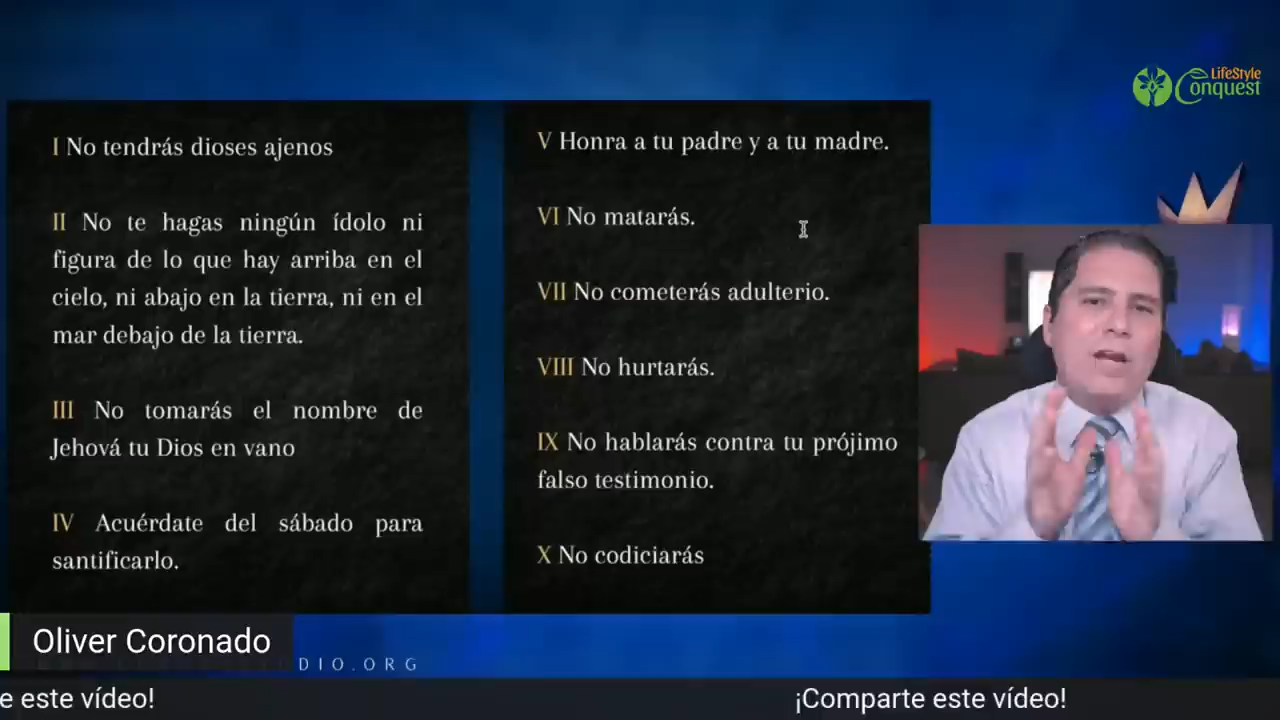 LifeStyle
Conquest
I No tendrás dioses ajenos
II No te hagas ningún ídolo ni
figura de lo que hay arriba en el
cielo, ni abajo en la tierra, ni en el
mar debajo de la tierra.
III No tomarás el nombre de
Jehová tu Dios en vano
IV Acuérdate del sábado para
santificarlo.
V Honra a tu padre y a tu madre.
VI No matarás.
VII No cometerás adulterio.
VIII No hurtarás.
IX No hablarás contra tu prójimo
falso testimonio.
X No codiciarás
Oliver Coronado
DIO.ORG
e este vídeo!
¡Comparte este vídeo!